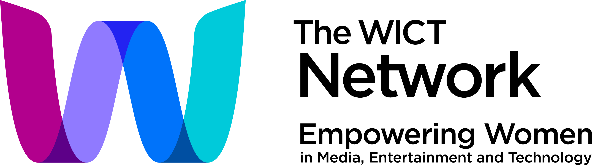 The WICT
Network
Empowering Women
in Media, Entertainment and Technology